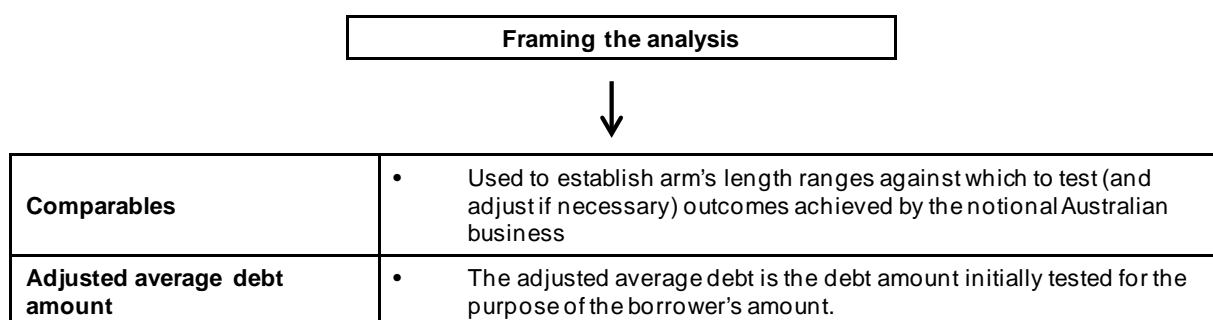 Framing the analysis
Comparables
• Used to establish arm's length ranges against which to test (and
adjust if necessary) outcomes achieved by the notional Australian
business
Adjusted average debt
amount
• The adjusted average debt is the debt amount initially tested for the
purpose of the borrower's amount.